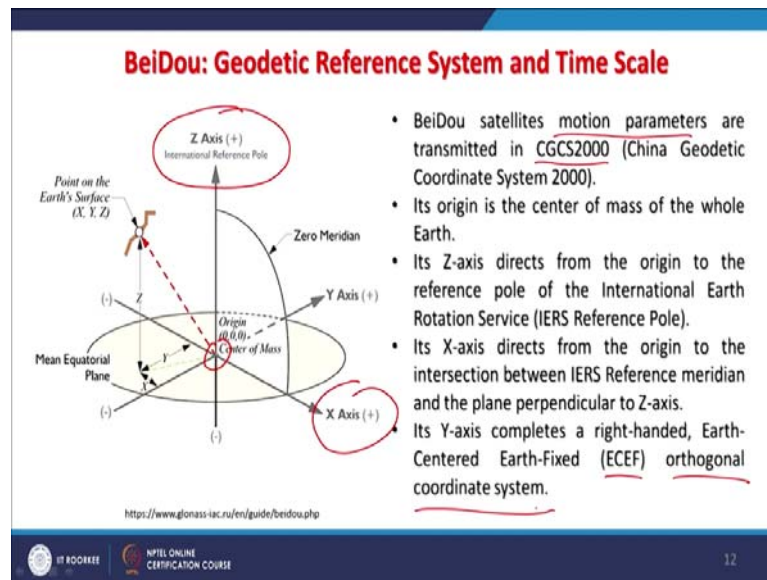 BeiDou: Geodetic Reference System and Time Scale
Z Axis (+)
International Reference Pole
Point on the
Earth's Surface
(X, Y, Z)
Zero Meridian
(-)
Z
Y Axis (+)
Origin
(0,0,0)
Center of Mass
Mean Equatorial
Plane
Y
X
(-)
X Axis (+)
(-)
https://www.glonass-iac.ru/en/guide/beidou.php
• BeiDou satellites motion parameters are
transmitted in CGCS2000 (China Geodetic
Coordinate System 2000).
• Its origin is the center of mass of the whole
Earth.
• Its Z-axis directs from the origin to the
reference pole of the International Earth
Rotation Service (IERS Reference Pole).
• Its X-axis directs from the origin to the
intersection between IERS Reference meridian
and the plane perpendicular to Z-axis.
• Its Y-axis completes a right-handed, Earth-
Centered Earth-Fixed (ECEF) orthogonal
coordinate system.
IIT ROORKEE
NPTEL ONLINE
CERTIFICATION COURSE
12